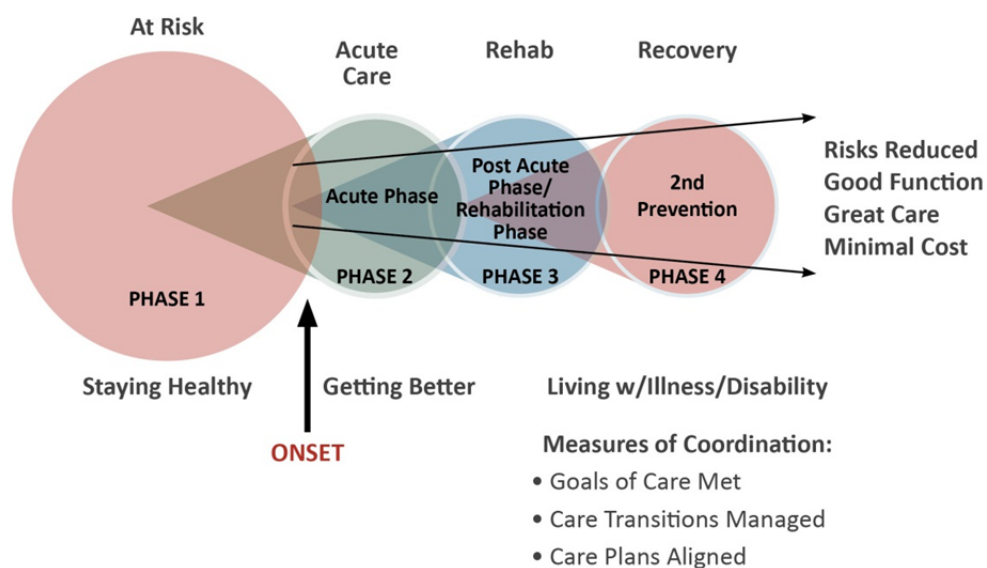 At Risk
Acute
Care
Rehab
Recovery
Acute Phase
Post Acute
Phase/
Rehabilitation
Phase
2nd
Prevention
PHASE 1
PHASE 2
PHASE 3
PHASE 4
Risks Reduced
Good Function
Great Care
Minimal Cost
Staying Healthy
Getting Better
Living w/Illness/Disability
ONSET
Measures of Coordination:
• Goals of Care Met
• Care Transitions Managed
• Care Plans Aligned